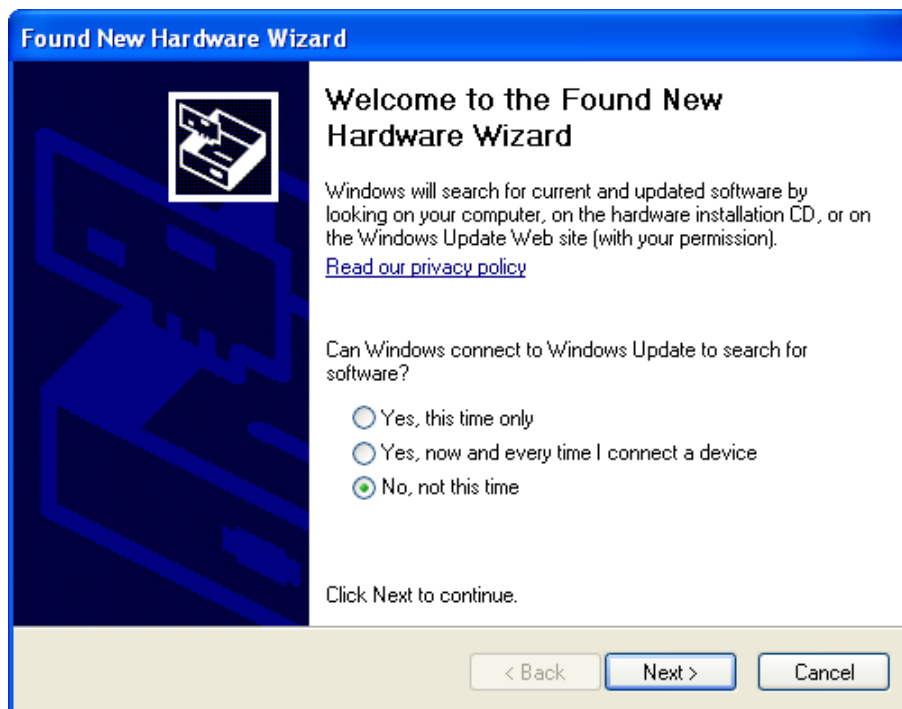 Found New Hardware Wizard
Welcome to the Found New
Hardware Wizard
Windows will search for current and updated software by
looking on your computer, on the hardware installation CD, or on
the Windows Update Web site (with your permission).
Read our privacy policy
Can Windows connect to Windows Update to search for
software?
Yes, this time only
Yes, now and every time I connect a device
No, not this time
Click Next to continue.
< Back
Next >
Cancel